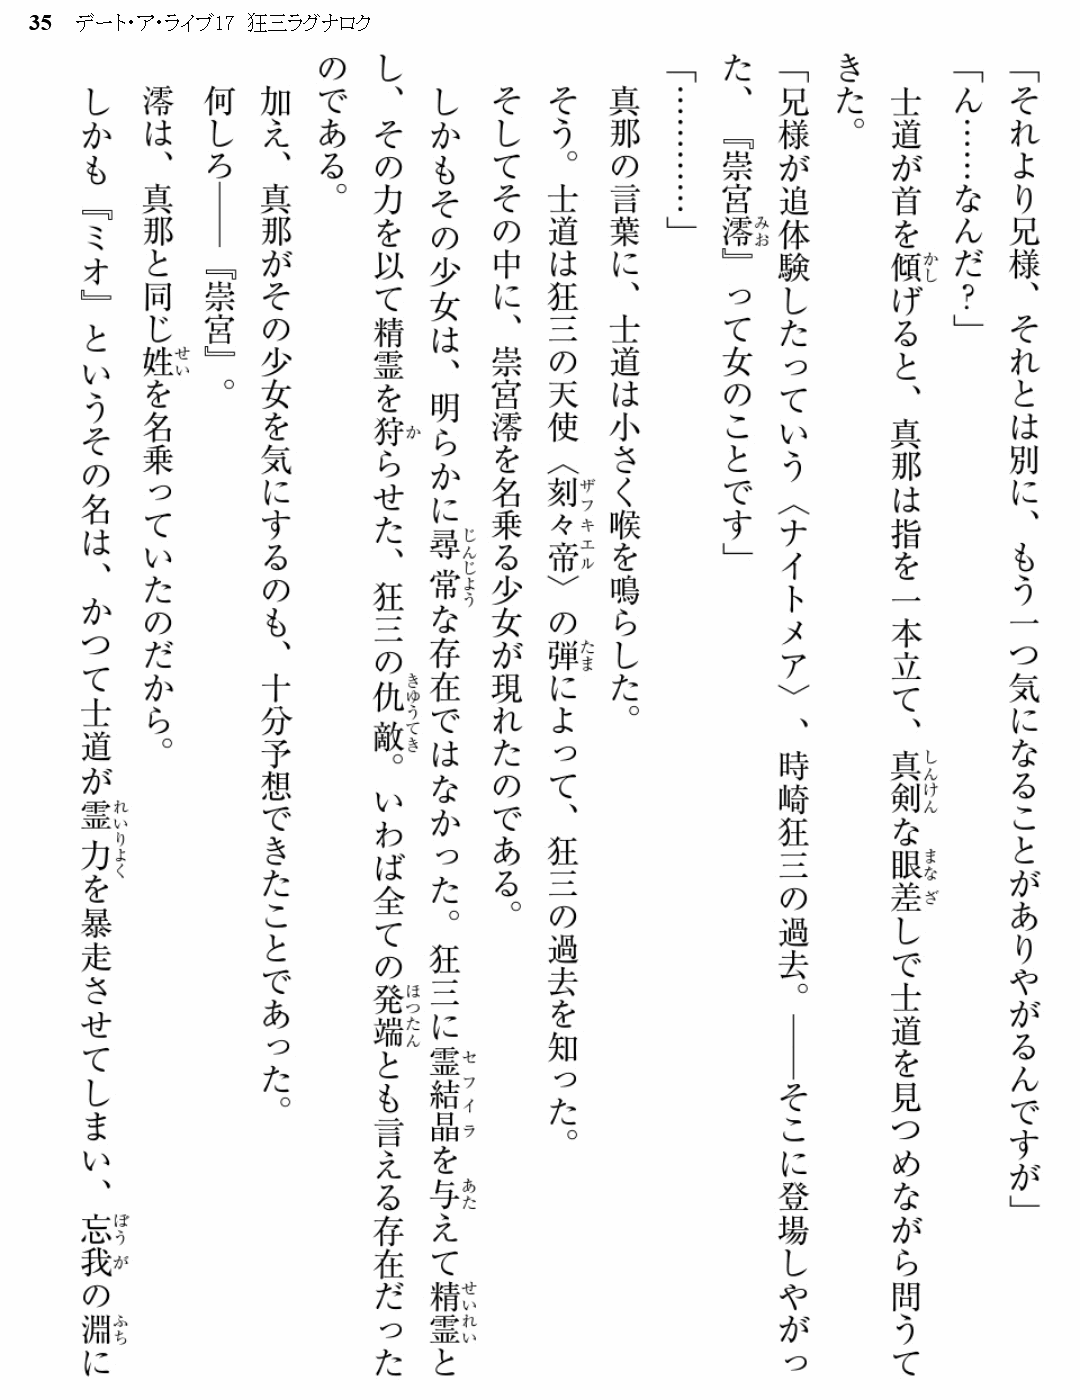 35 デート・ア・ライブ17 狂三ラグナロク
「それより兄様、それとは別に、もう一つ気になることがありやがるんですが」
「ん……なんだ?」
士道が首を傾げると、真那は指を一本立て、真剣な眼差しで士道を見つめながら問うて
きた。
「兄様が追体験したっていう〈ナイトメア〉、時崎狂三の過去。――そこに登場しやがっ
た、『崇宮澪』って女のことです」
「…………」
真那の言葉に、士道は小さく喉を鳴らした。
そう。士道は狂三の天使〈刻々帝〉の弾によって、狂三の過去を知った。
そしてその中に、崇宮澪を名乗る少女が現れたのである。
しかもその少女は、明らかに尋常な存在ではなかった。狂三に霊結晶を与えて精霊と
し、その力を以て精霊を狩らせた、狂三の仇敵。いわば全ての発端とも言える存在だった
のである。
加え、真那がその少女を気にするのも、十分予想できたことであった。
何しろ――『崇宮』。
澪は、真那と同じ姓を名乗っていたのだから。
しかも『ミオ』というその名は、かつて士道が霊力を暴走させてしまい、忘我の淵に